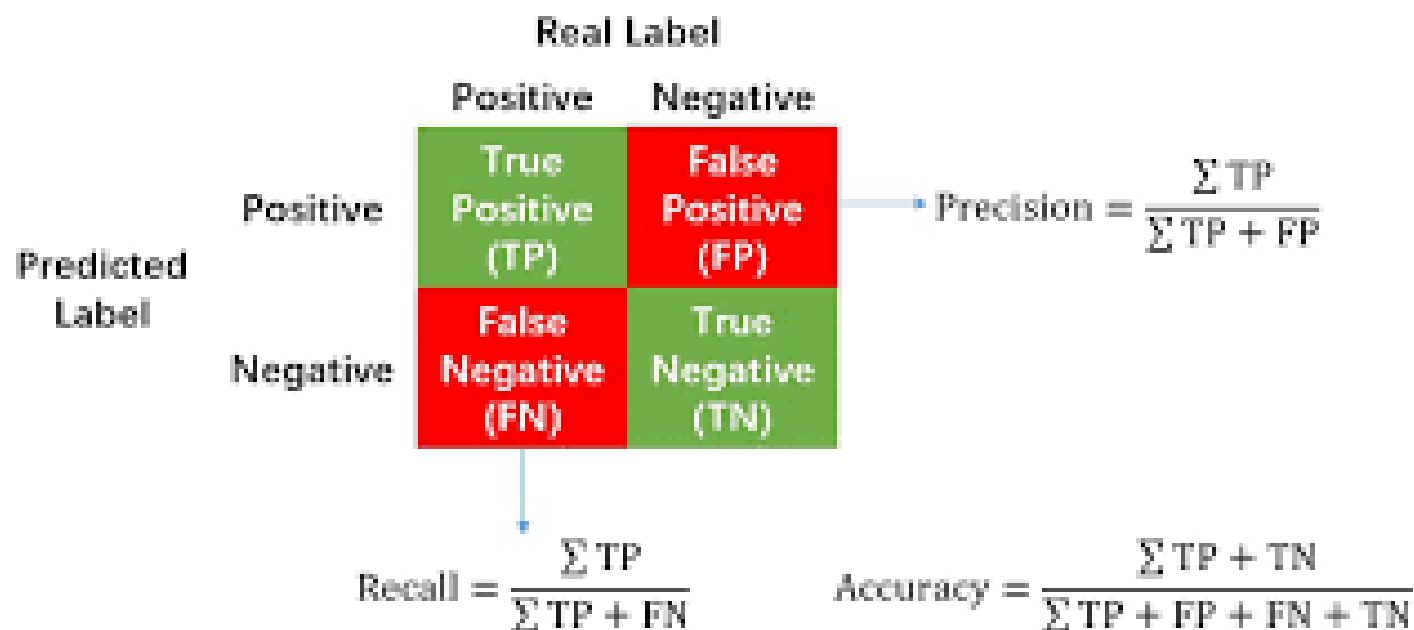 Real Label
Positive Negative
True Positive (TP)
False Positive (FP)
Positive
Predicted Label
Negative
False Negative (FN)
True Negative (TN)
Precision = ∑ TP / ∑ TP + FP
Recall = ∑ TP / ∑ TP + FN
Accuracy = ∑ TP + TN / ∑ TP + FP + FN + TN